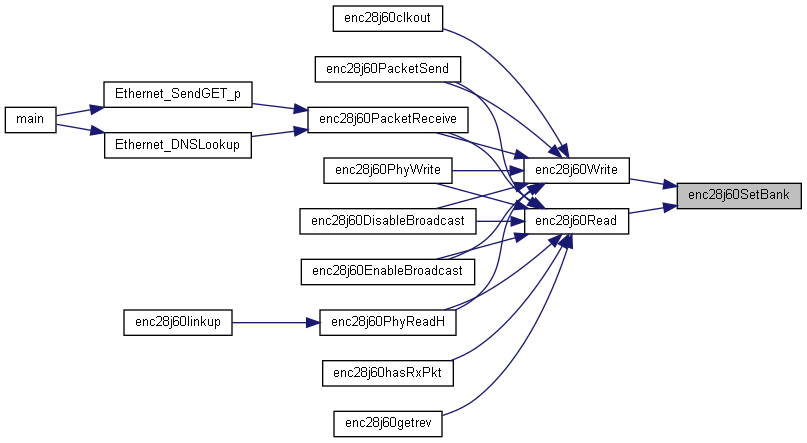 enc28j60clkout
enc28j60PacketSend
Ethernet_SendGET_p
main
enc28j60PacketReceive
Ethernet_DNSLookup
enc28j60PhyWrite
enc28j60Write
enc28j60SetBank
enc28j60DisableBroadcast
enc28j60Read
enc28j60EnableBroadcast
enc28j60linkup
enc28j60PhyReadH
enc28j60hasRxPkt
enc28j60getrev